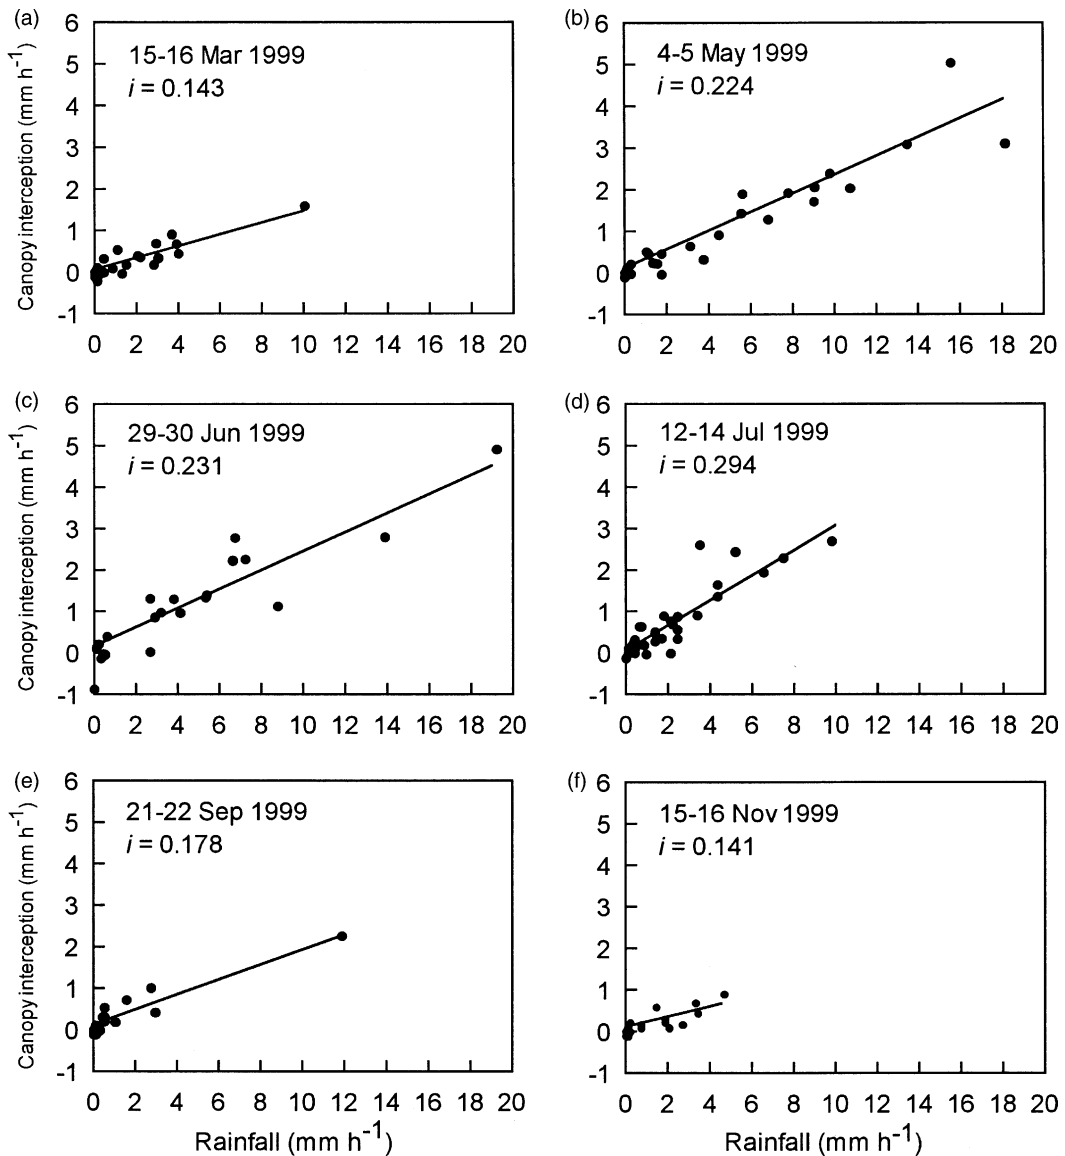 (a)
Canopy interception (mm h-1)
6
5
4
3
2
1
0
-1
15-16 Mar 1999
i = 0.143
0 2 4 6 8 10 12 14 16 18 20
(b)
6
5
4
3
2
1
0
-1
4-5 May 1999
i = 0.224
0 2 4 6 8 10 12 14 16 18 20
(c)
Canopy interception (mm h-1)
6
5
4
3
2
1
0
-1
29-30 Jun 1999
i = 0.231
0 2 4 6 8 10 12 14 16 18 20
(d)
6
5
4
3
2
1
0
-1
12-14 Jul 1999
i = 0.294
0 2 4 6 8 10 12 14 16 18 20
(e)
Canopy interception (mm h-1)
6
5
4
3
2
1
0
-1
21-22 Sep 1999
i = 0.178
0 2 4 6 8 10 12 14 16 18 20
Rainfall (mm h-1)
(f)
6
5
4
3
2
1
0
-1
15-16 Nov 1999
i = 0.141
0 2 4 6 8 10 12 14 16 18 20
Rainfall (mm h-1)